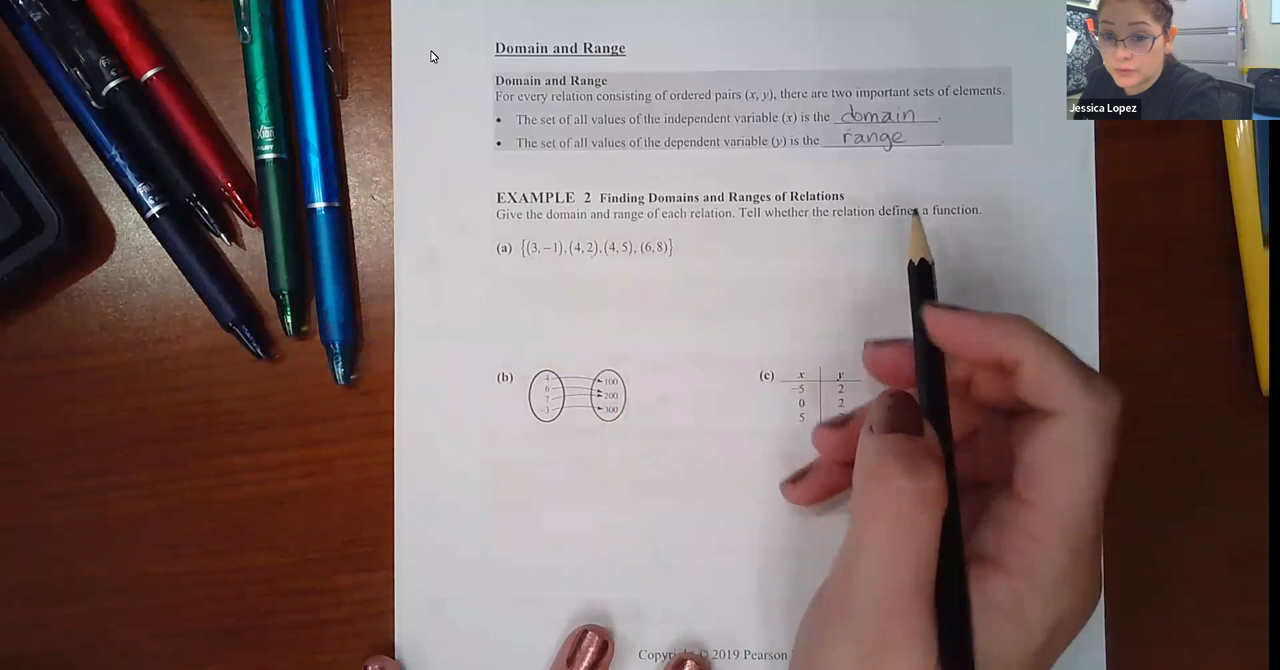 Domain and Range
Domain and Range
For every relation consisting of ordered pairs (x, y), there are two important sets of elements.
• The set of all values of the independent variable (x) is the domain.
• The set of all values of the dependent variable (y) is the range.
EXAMPLE 2 Finding Domains and Ranges of Relations
Give the domain and range of each relation. Tell whether the relation defines a function.
(a) {(3,−1),(4,2),(4,5),(6,8)}
(b)
4
6
7
−3
100
200
300
(c)
x y
−5 2
0 2
5
© 2019 Pearson
Jessica Lopez